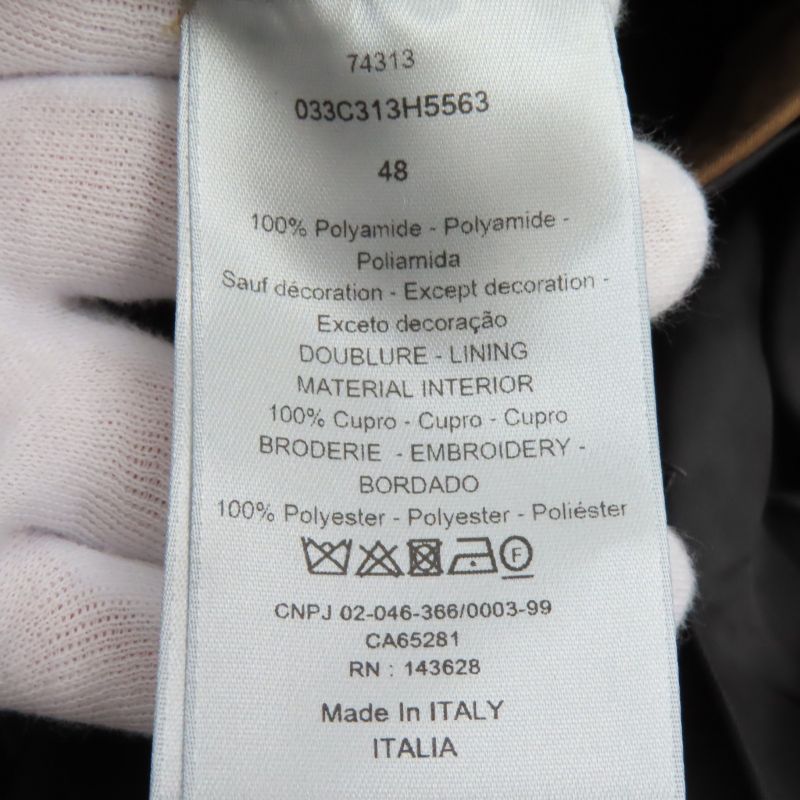 74313
033C313H5563
48
100% Polyamide - Polyamide -
Poliamida
Sauf décoration - Except decoration -
Exceto decoração
DOUBLURE - LINING
MATERIAL INTERIOR
100% Cupro - Cupro - Cupro
BRODERIE - EMBROIDERY -
BORDADO
100% Polyester - Polyester - Poliéster
F
CNPJ 02-046-366/0003-99
CA65281
RN : 143628
Made In ITALY
ITALIA